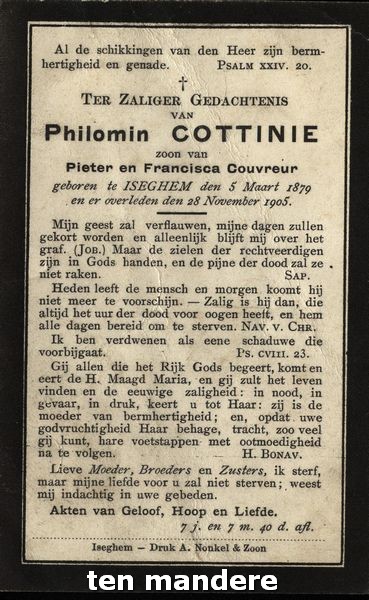 Al de schikkingen van den Heer zijn berm-
hertigheid en genade. PSALM XXIV. 20.
†
TER ZALIGER GEDACHTENIS
VAN
Philomin COTTINIE
zoon van
Pieter en Francisca Couvreur
geboren te ISEGHEM den 5 Maart 1879
en er overleden den 28 November 1905.
Mijn geest zal verflauwen, mijne dagen zullen
gekort worden en alleenlijk blijft mij over het
graf. (JOB.) Maar de zielen der rechtveerdigen
zijn in Gods handen, en de pijne der dood zal ze
niet raken. SAP.
Heden leeft de mensch en morgen komt hij
niet meer te voorschijn. — Zalig is hij dan, die
altijd het uur der dood voor oogen heeft, en hem
alle dagen bereid om te sterven. NAV. V. CHR.
Ik ben verdwenen als eene schaduwe die
voorbijgaat. PS. CVIII. 23.
Gij allen die het Rijk Gods begeert, komt en
eert de H. Maagd Maria, en gij zult het leven
vinden en de eeuwige zaligheid : in nood, in
gevaar, in druk, keert u tot Haar: zij is de
moeder van bermhertigheid; en, opdat uwe
godvruchtigheid Haar behage, tracht, zoo veel
gij kunt, hare voetstappen met ootmoedigheid
na te volgen. H. BONAV.
Lieve Moeder, Broeders en Zusters, ik sterf,
maar mijne liefde voor u zal niet sterven; weest
mij indachtig in uwe gebeden.
Akten van Geloof, Hoop en Liefde.
7 j. en 7 m. 40 d. afl.
Iseghem – Druk A. Nonkel & Zoon
ten mandere